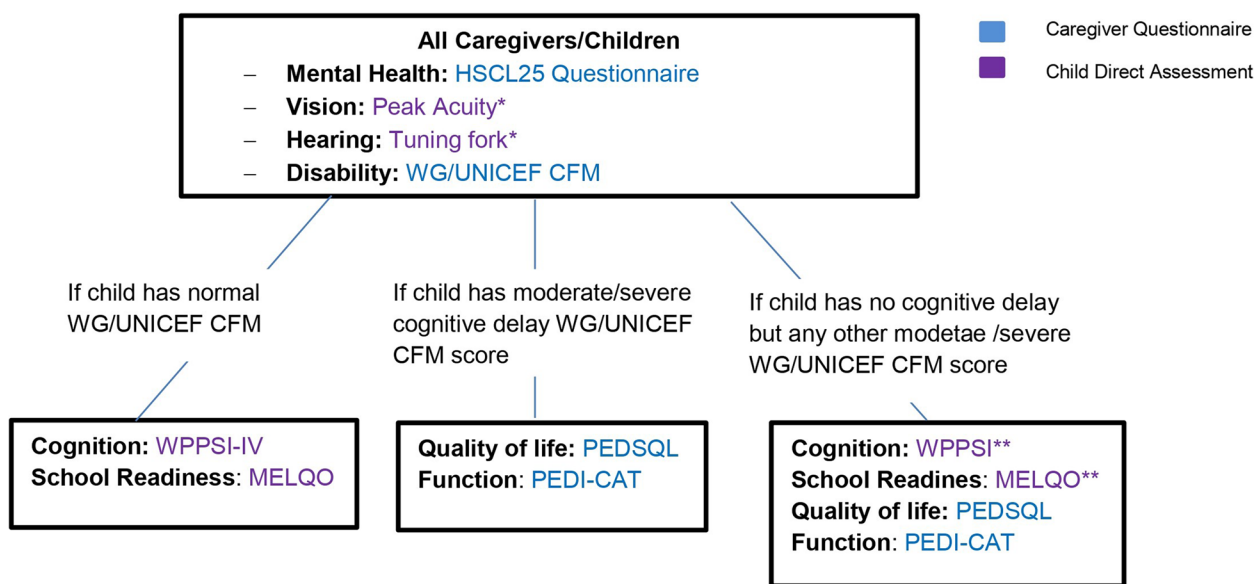 All Caregivers/Children
– Mental Health: HSCL25 Questionnaire
– Vision: Peak Acuity*
– Hearing: Tuning fork*
– Disability: WG/UNICEF CFM
Caregiver Questionnaire
Child Direct Assessment
If child has normal
WG/UNICEF CFM
If child has moderate/severe
cognitive delay WG/UNICEF
CFM score
If child has no cognitive delay
but any other modetae /severe
WG/UNICEF CFM score
Cognition: WPPSI-IV
School Readiness: MELQO
Quality of life: PEDSQL
Function: PEDI-CAT
Cognition: WPPSI**
School Readines: MELQO**
Quality of life: PEDSQL
Function: PEDI-CAT